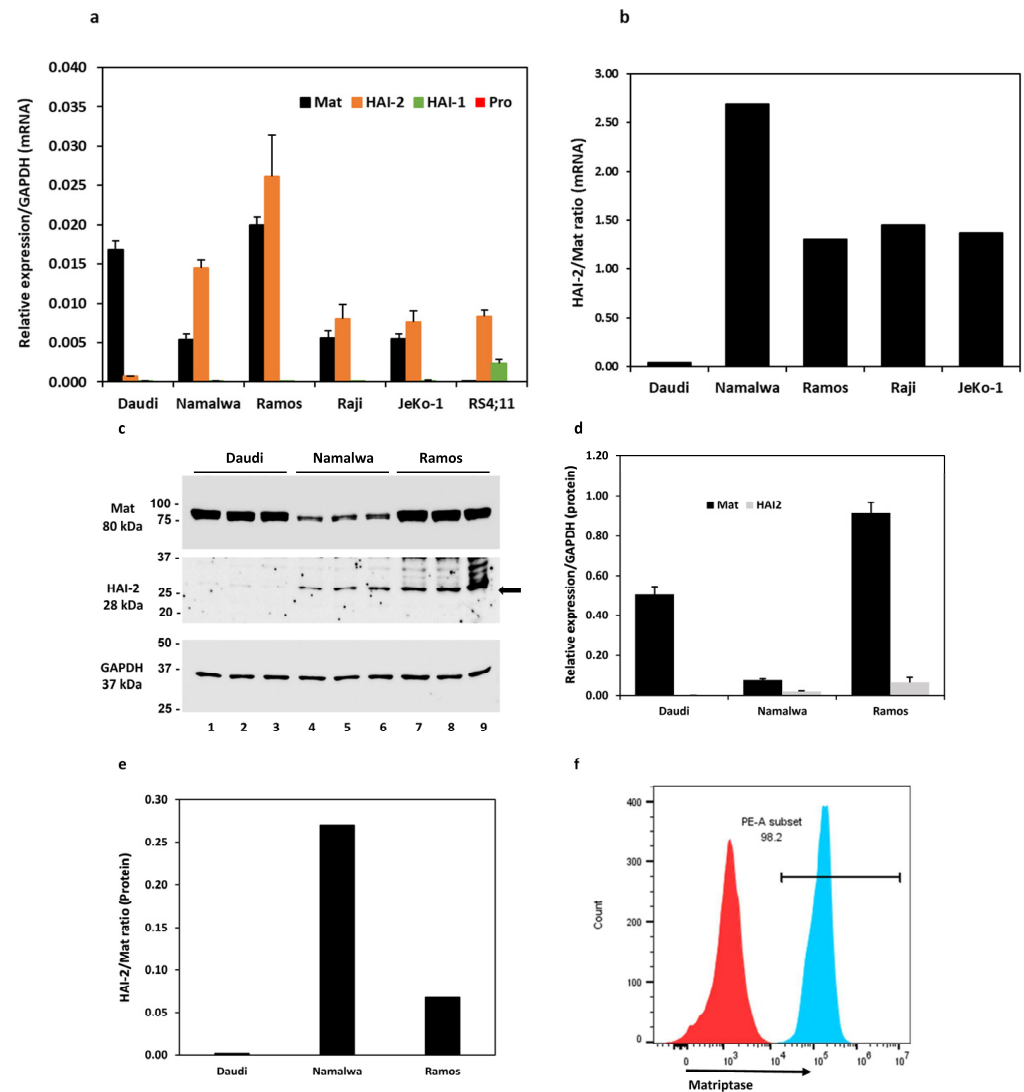 a
Relative expression/GAPDH (mRNA)
0.040
0.035
0.030
0.025
0.020
0.015
0.010
0.005
0.000
Mat HAI-2 HAI-1 Pro
Daudi Namalwa Ramos Raji JeKo-1 RS4;11
b
HAI-2/Mat ratio (mRNA)
3.00
2.50
2.00
1.50
1.00
0.50
0.00
Daudi Namalwa Ramos Raji JeKo-1
c
Daudi Namalwa Ramos
Mat
80 kDa
100 -
75 -
HAI-2
28 kDa
37 -
25 -
20 -
GAPDH
37 kDa
50 -
37 -
25 -
1 2 3 4 5 6 7 8 9
d
Relative expression/GAPDH (protein)
1.20
1.00
0.80
0.60
0.40
0.20
0.00
Mat HAI2
Daudi Namalwa Ramos
e
HAI-2/Mat ratio (Protein)
0.30
0.25
0.20
0.15
0.10
0.05
0.00
Daudi Namalwa Ramos
f
Count
400
300
200
100
0
PE-A subset
98.2
0 10³ 10⁴ 10⁵ 10⁶ 10⁷
Matriptase